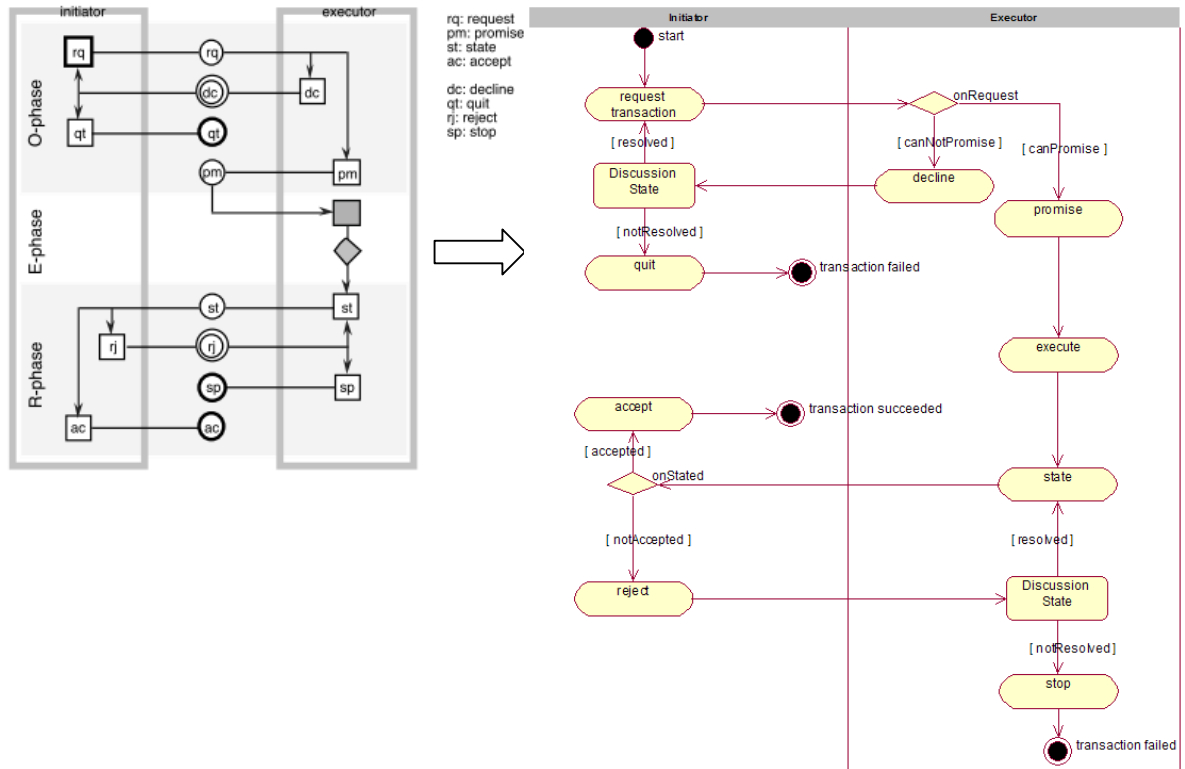 initiator
executor
rq
rq
dc
dc
qt
qt
pm
pm
st
st
rj
rj
sp
sp
ac
ac
O-phase
E-phase
R-phase
rq: request
pm: promise
st: state
ac: accept
dc: decline
qt: quit
rj: reject
sp: stop
Initiator
Executor
start
request
transaction
onRequest
[ resolved ]
[ canNotPromise ]
[ canPromise ]
Discussion
State
decline
promise
[ notResolved ]
quit
transaction failed
execute
accept
transaction succeeded
[ accepted ]
onStated
state
[ notAccepted ]
[ resolved ]
reject
Discussion
State
[ notResolved ]
stop
transaction failed